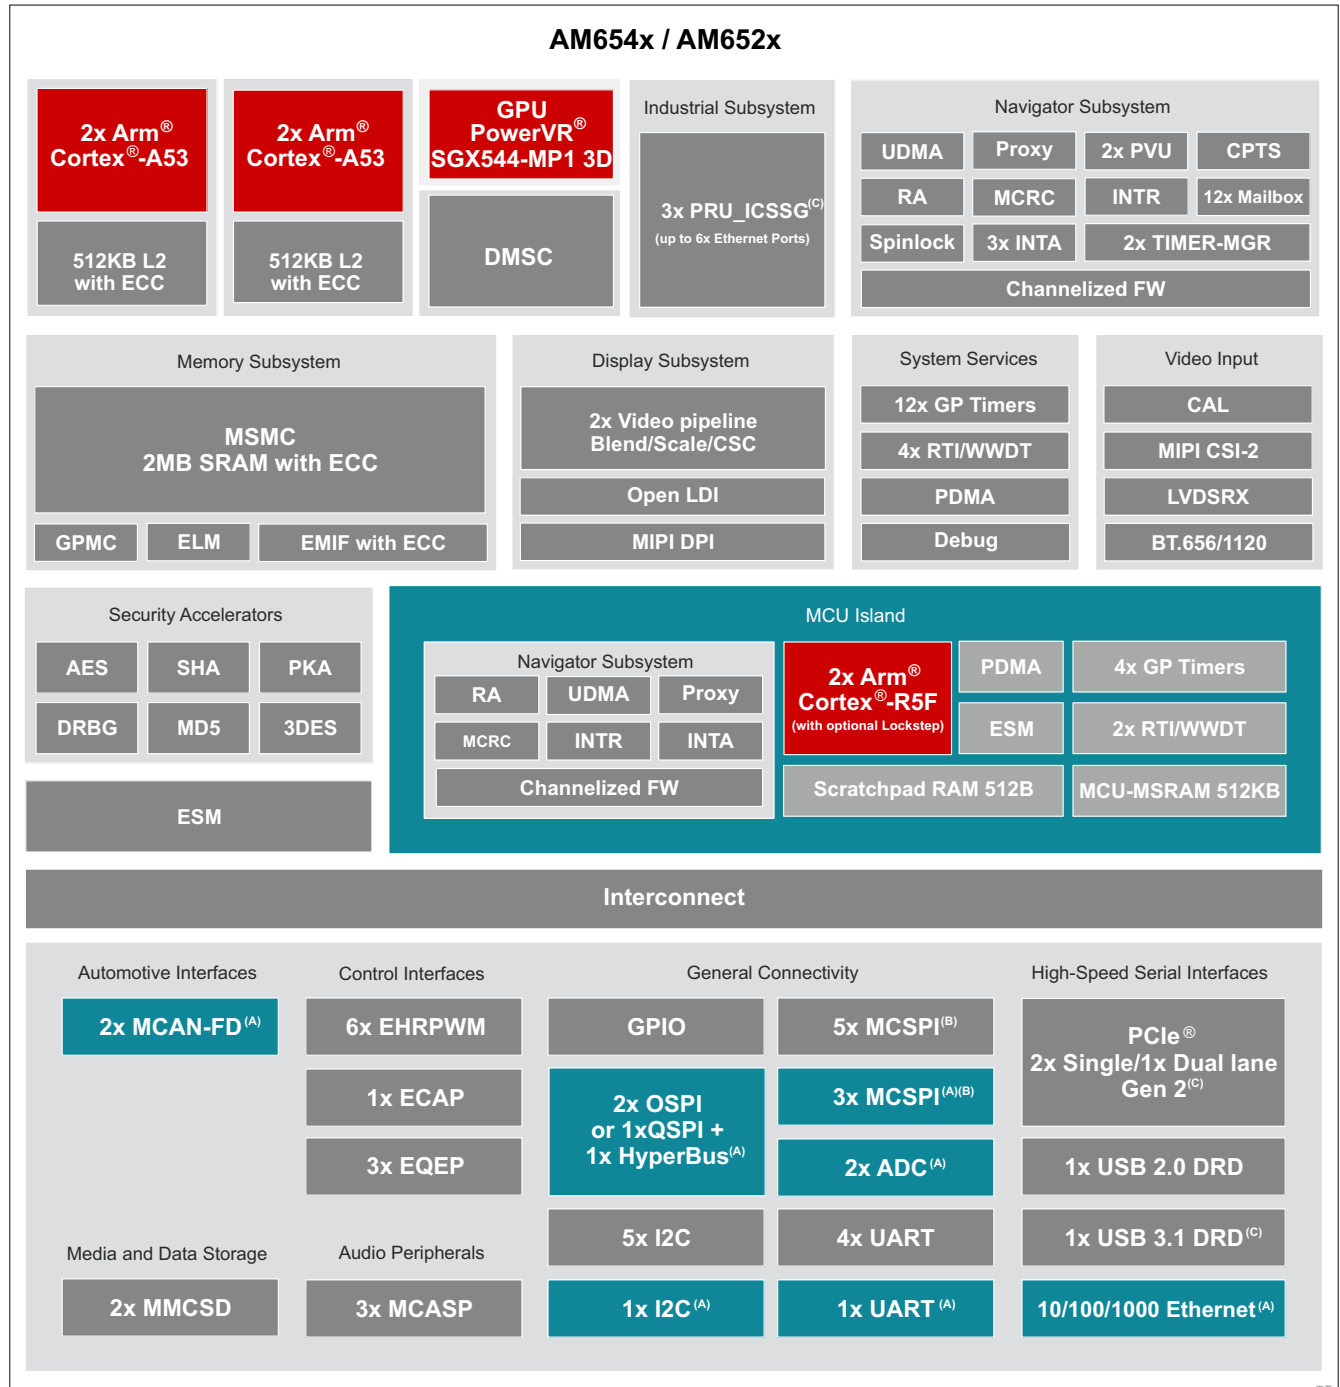 AM654x / AM652x
2x Arm®
Cortex®-A53
512KB L2
with ECC
2x Arm®
Cortex®-A53
512KB L2
with ECC
GPU
PowerVR®
SGX544-MP1 3D
DMSC
Industrial Subsystem
3x PRU_ICSSG(C)
(up to 6x Ethernet Ports)
Navigator Subsystem
UDMA
Proxy
2x PVU
CPTS
RA
MCRC
INTR
12x Mailbox
Spinlock
3x INTA
2x TIMER-MGR
Channelized FW
Memory Subsystem
MSMC
2MB SRAM with ECC
GPMC
ELM
EMIF with ECC
Display Subsystem
2x Video pipeline
Blend/Scale/CSC
Open LDI
MIPI DPI
System Services
12x GP Timers
4x RTI/WWDT
PDMA
Debug
Video Input
CAL
MIPI CSI-2
LVDSRX
BT.656/1120
Security Accelerators
AES
SHA
PKA
DRBG
MD5
3DES
ESM
MCU Island
Navigator Subsystem
RA
UDMA
Proxy
MCRC
INTR
INTA
Channelized FW
2x Arm®
Cortex®-R5F
(with optional Lockstep)
PDMA
4x GP Timers
ESM
2x RTI/WWDT
Scratchpad RAM 512B
MCU-MSRAM 512KB
Interconnect
Automotive Interfaces
2x MCAN-FD(A)
Media and Data Storage
2x MMCSD
Control Interfaces
6x EHRPWM
1x ECAP
3x EQEP
Audio Peripherals
3x MCASP
General Connectivity
GPIO
5x MCSPI(B)
2x OSPI
or 1xQSPI +
1x HyperBus(A)
3x MCSPI(A)(B)
2x ADC(A)
5x I2C
4x UART
1x I2C(A)
1x UART(A)
High-Speed Serial Interfaces
PCIe®
2x Single/1x Dual lane
Gen 2(C)
1x USB 2.0 DRD
1x USB 3.1 DRD(C)
10/100/1000 Ethernet(A)